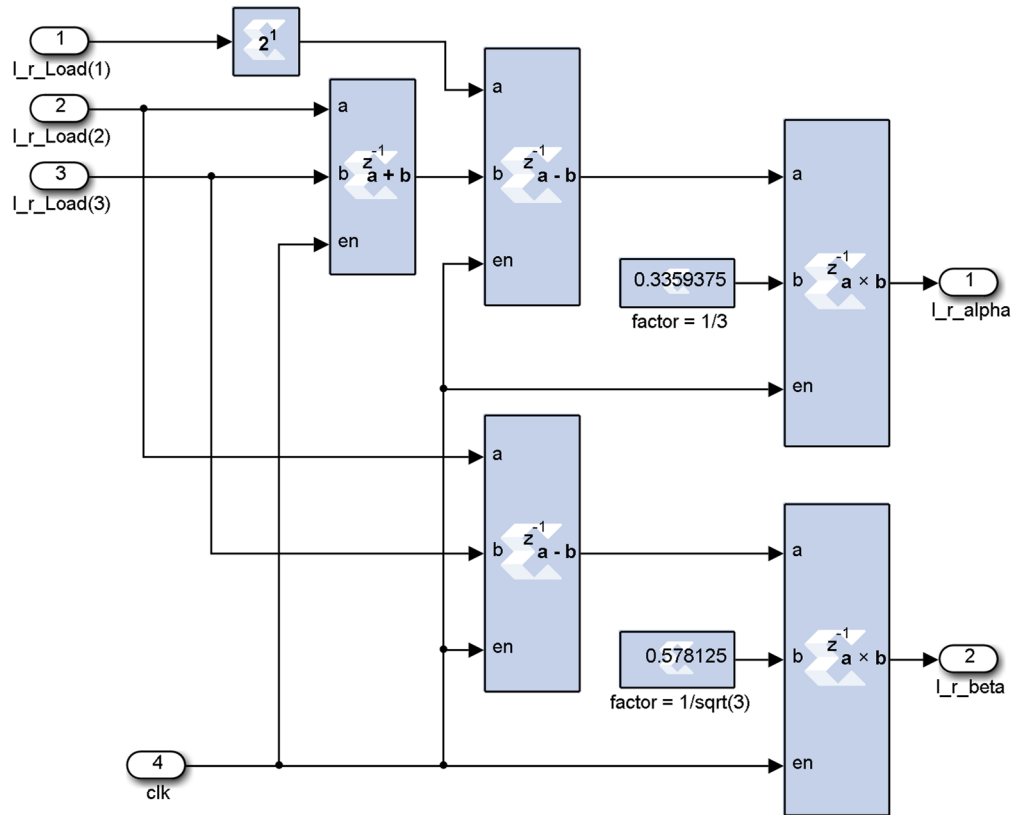 1
I_r_Load(1)
2^1
2
I_r_Load(2)
3
I_r_Load(3)
a
b
en
z^-1
a + b
a
b
en
z^-1
a - b
a
b
en
z^-1
a × b
0.3359375
factor = 1/3
1
I_r_alpha
a
b
en
z^-1
a - b
a
b
en
z^-1
a × b
0.578125
factor = 1/sqrt(3)
2
I_r_beta
4
clk